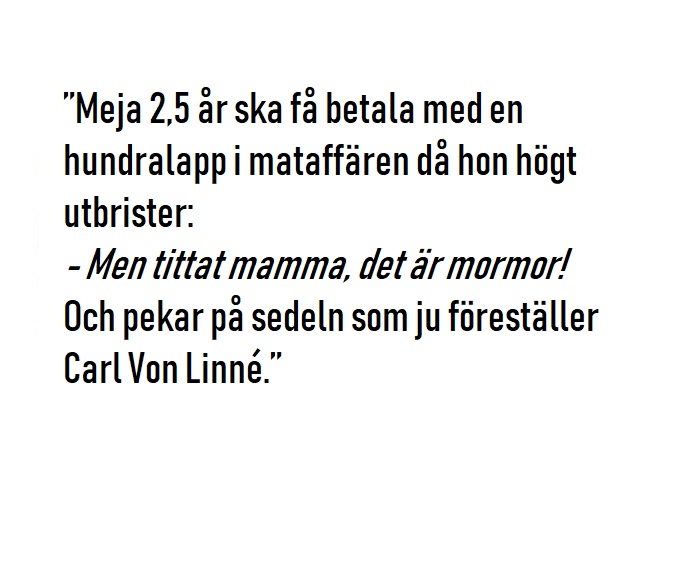 ”Meja 2,5 år ska få betala med en
hundralapp i mataffären då hon högt
utbrister:
- Men tittat mamma, det är mormor!
Och pekar på sedeln som ju föreställer
Carl Von Linné.”